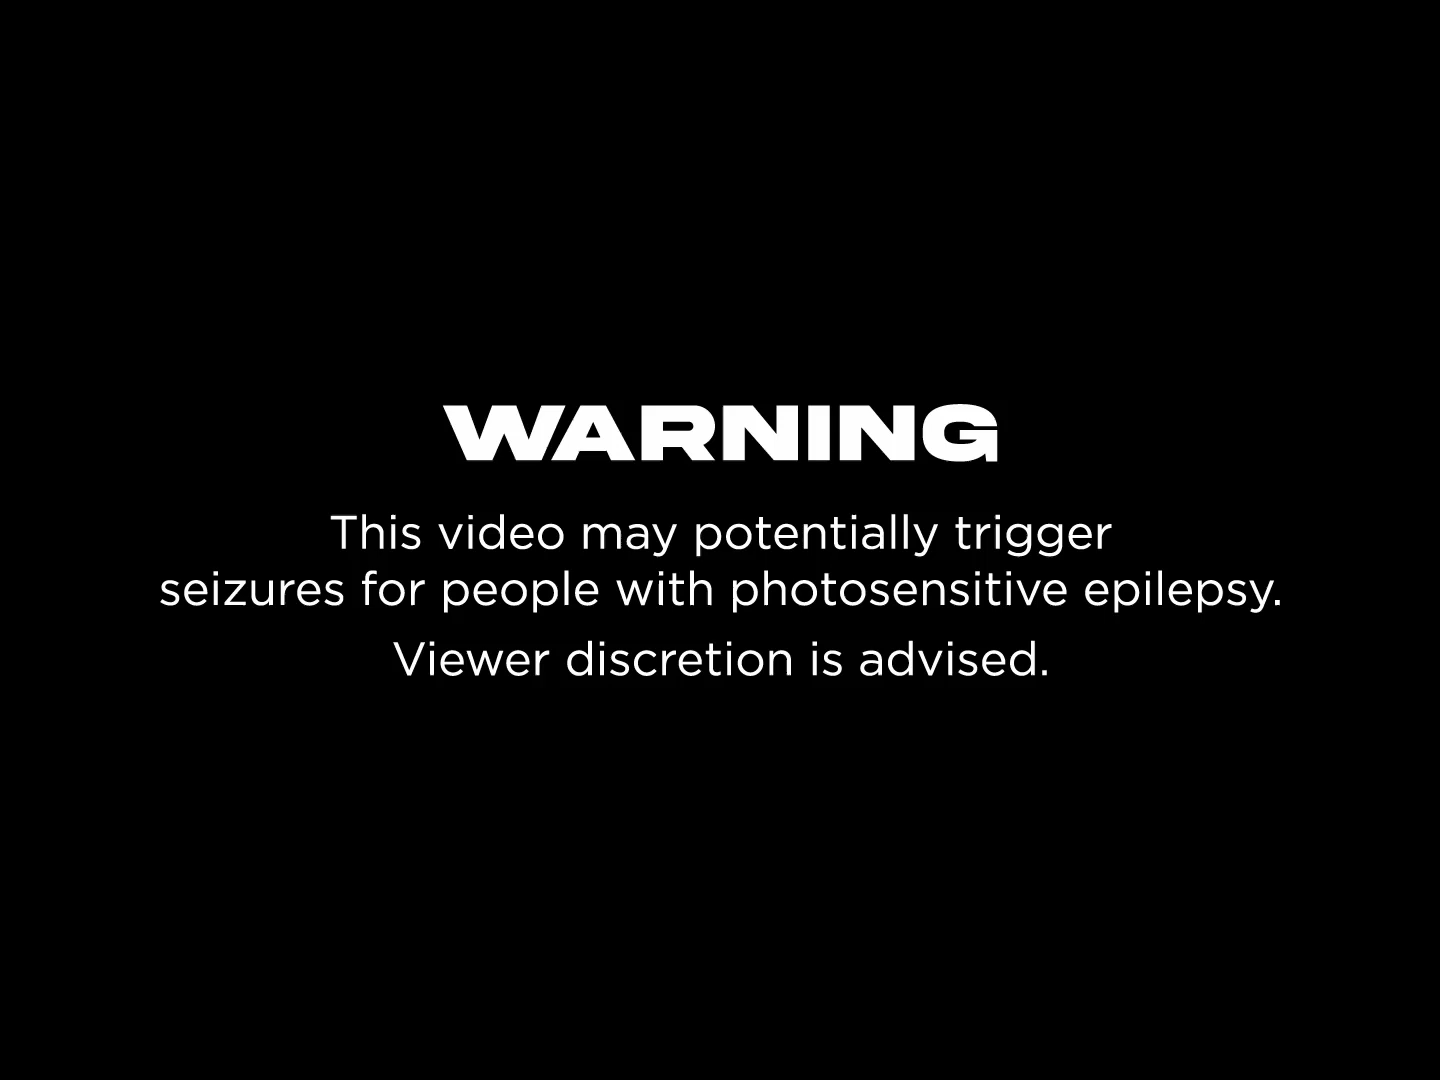 WARNING
This video may potentially trigger
seizures for people with photosensitive epilepsy.
Viewer discretion is advised.